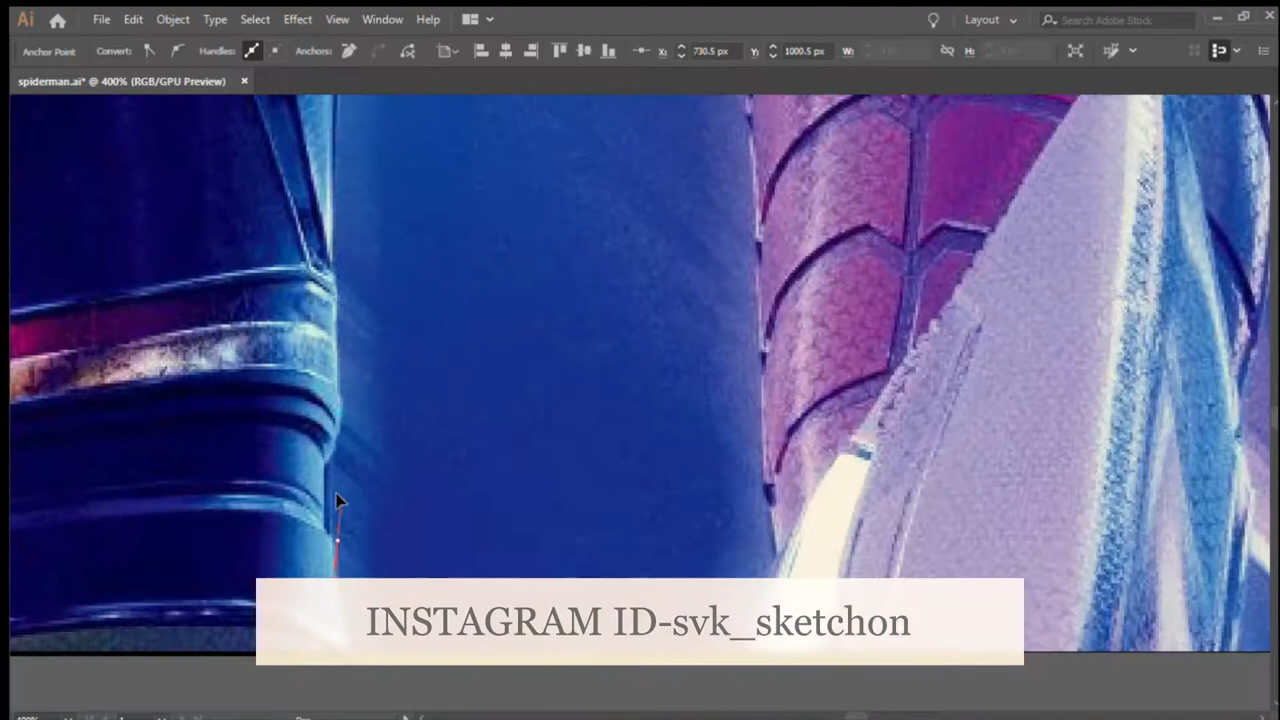 Ai File Edit Object Type Select Effect View Window Help Layout Search Adobe Stock
Anchor Point Convert: Handles: Anchors: X: 730.5 px Y: 1000.5 px W: H:
spiderman.ai* @ 400% (RGB/GPU Preview)
INSTAGRAM ID-svk_sketchon